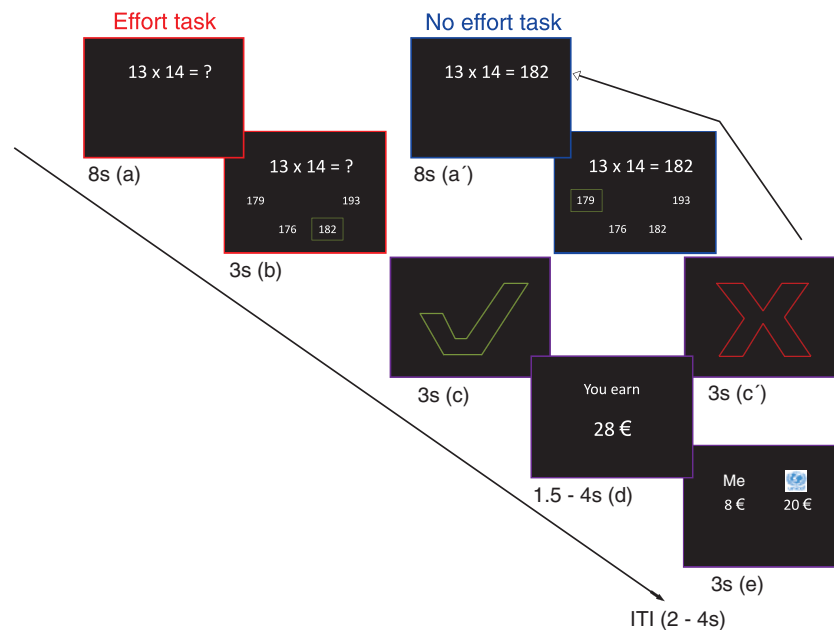 Effort task
No effort task
13 x 14 = ?
13 x 14 = 182
8s (a)
8s (a´)
13 x 14 = ?
179
193
176
182
13 x 14 = 182
179
193
176
182
3s (b)
3s (c)
3s (c´)
You earn
28 €
1.5 - 4s (d)
Me
8 €
20 €
3s (e)
ITI (2 - 4s)